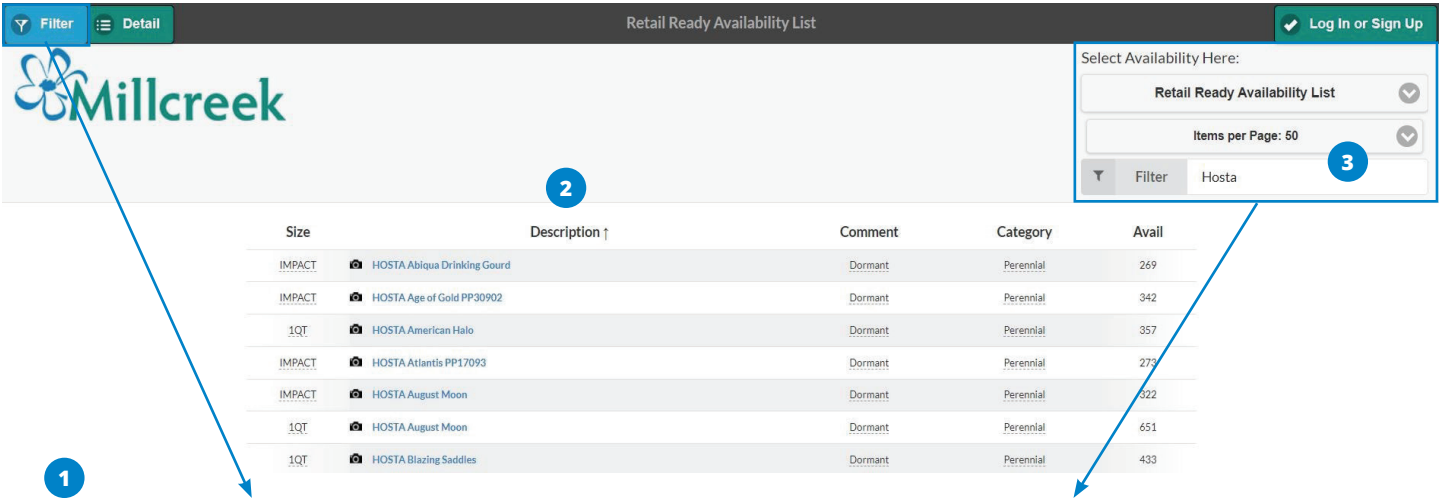 Filter Detail Retail Ready Availability List Log In or Sign Up
Millcreek
Select Availability Here:
Retail Ready Availability List
Items per Page: 50
3
Filter Hosta
2
Size Description ↑ Comment Category Avail
IMPACT HOSTA Abiqua Drinking Gourd Dormant Perennial 269
IMPACT HOSTA Age of Gold PP30902 Dormant Perennial 342
1QT HOSTA American Halo Dormant Perennial 357
IMPACT HOSTA Atlantis PP17093 Dormant Perennial 273
IMPACT HOSTA August Moon Dormant Perennial 322
1QT HOSTA August Moon Dormant Perennial 651
1QT HOSTA Blazing Saddles Dormant Perennial 433
1